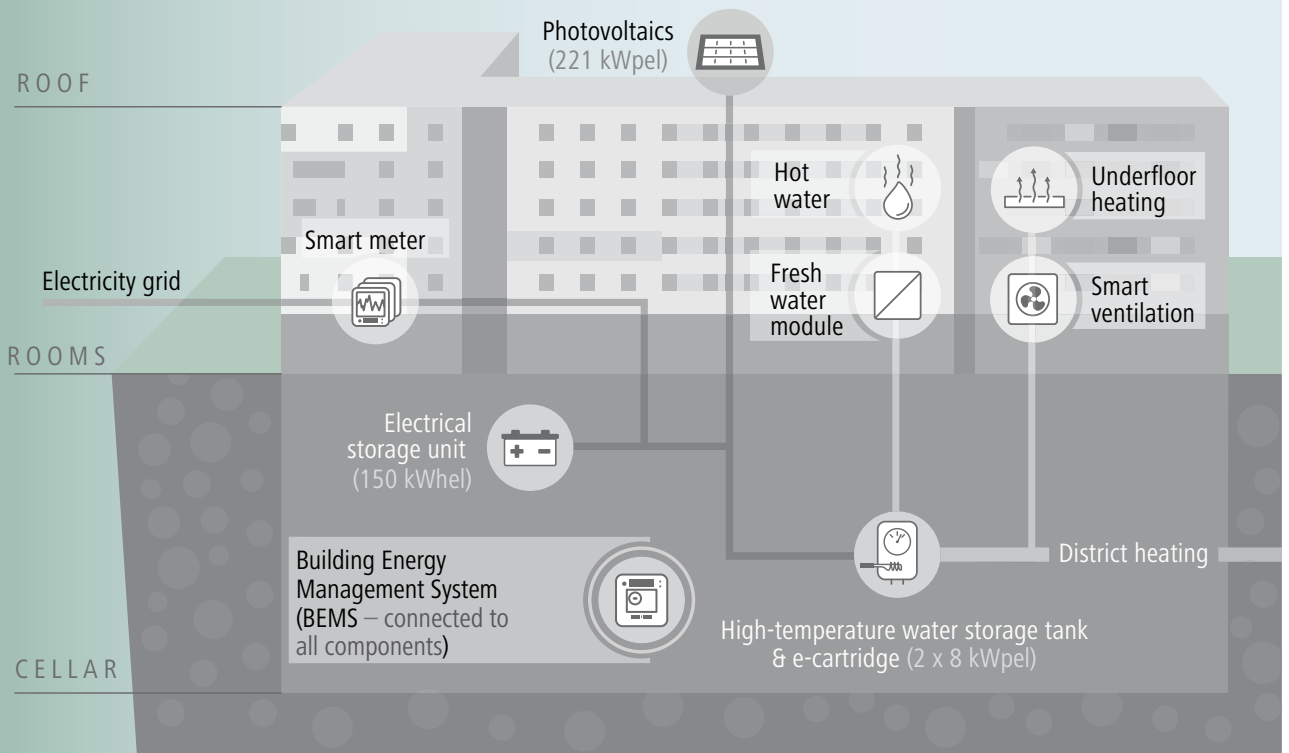 Photovoltaics
(221 kWpel)
ROOF
Hot
water
Underfloor
heating
Smart meter
Electricity grid
Fresh
water
module
Smart
ventilation
ROOMS
Electrical
storage unit
(150 kWhel)
Building Energy
Management System
(BEMS – connected to
all components)
District heating
High-temperature water storage tank
& e-cartridge (2 x 8 kWpel)
CELLAR